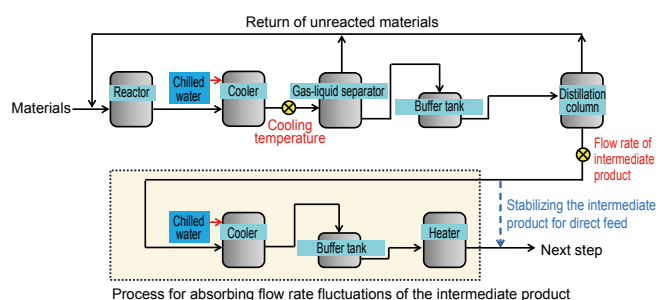 Return of unreacted materials
Chilled
water
Reactor
Cooler
Gas-liquid separator
Buffer tank
Distillation
column
Materials
Cooling
temperature
Flow rate of
intermediate
product
Stabilizing the intermediate
product for direct feed
Chilled
water
Cooler
Buffer tank
Heater
Next step
Process for absorbing flow rate fluctuations of the intermediate product